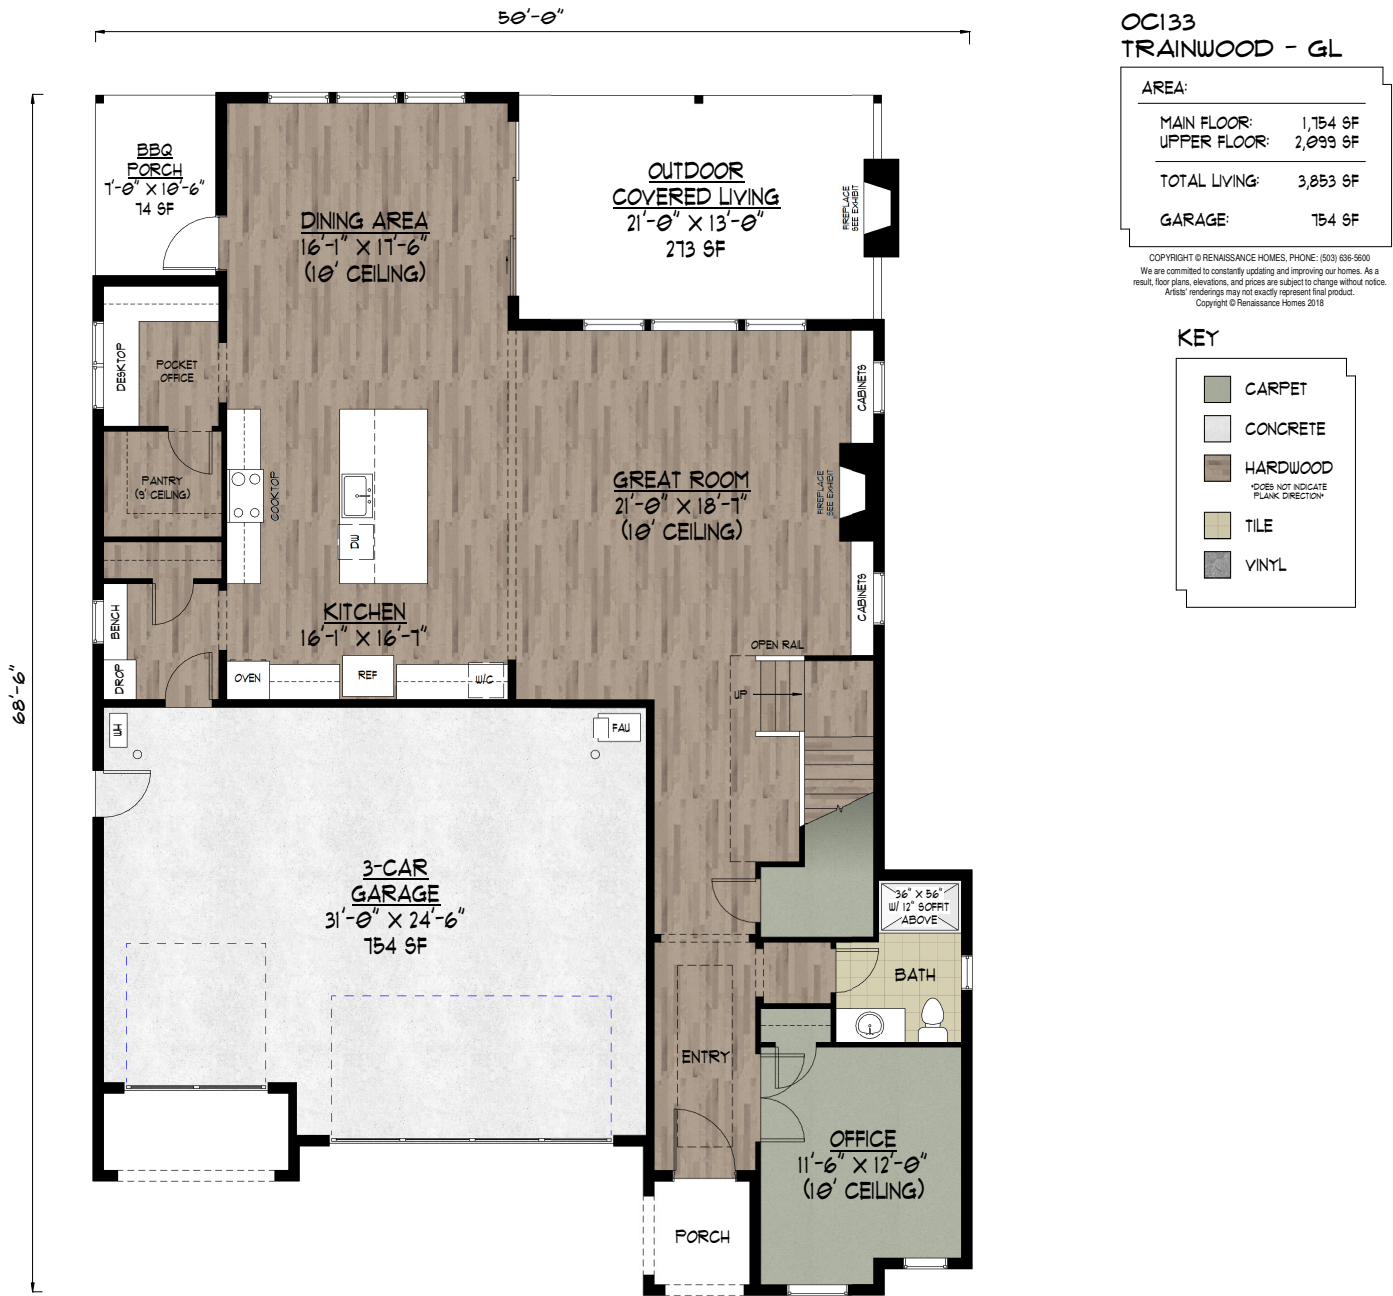 50'-0"
OC133
TRAINWOOD - GL
AREA:
MAIN FLOOR: 1,754 SF
UPPER FLOOR: 2,099 SF
TOTAL LIVING: 3,853 SF
GARAGE: 754 SF
COPYRIGHT © RENAISSANCE HOMES, PHONE: (503) 636-5600
We are committed to constantly updating and improving our homes. As a
result, floor plans, elevations, and prices are subject to change without notice.
Artists' renderings may not exactly represent final product.
Copyright © Renaissance Homes 2018
KEY
CARPET
CONCRETE
HARDWOOD
*DOES NOT INDICATE
PLANK DIRECTION*
TILE
VINYL
68'-6"
BBQ
PORCH
7'-0" X 10'-6"
74 SF
DINING AREA
16'-1" X 17'-6"
(10' CEILING)
OUTDOOR
COVERED LIVING
21'-0" X 13'-0"
273 SF
FIREPLACE
SEE EXHIBIT
DESKTOP
POCKET
OFFICE
CABINETS
PANTRY
(9' CEILING)
COOKTOP
DW
GREAT ROOM
21'-0" X 18'-7"
(10' CEILING)
FIREPLACE
SEE EXHIBIT
CABINETS
BENCH
DROP
KITCHEN
16'-1" X 16'-7"
OVEN
REF
W/C
OPEN RAIL
UP
WH
FAU
3-CAR
GARAGE
31'-0" X 24'-6"
754 SF
36" X 56"
W/ 12" SOFFIT
ABOVE
BATH
ENTRY
OFFICE
11'-6" X 12'-0"
(10' CEILING)
PORCH